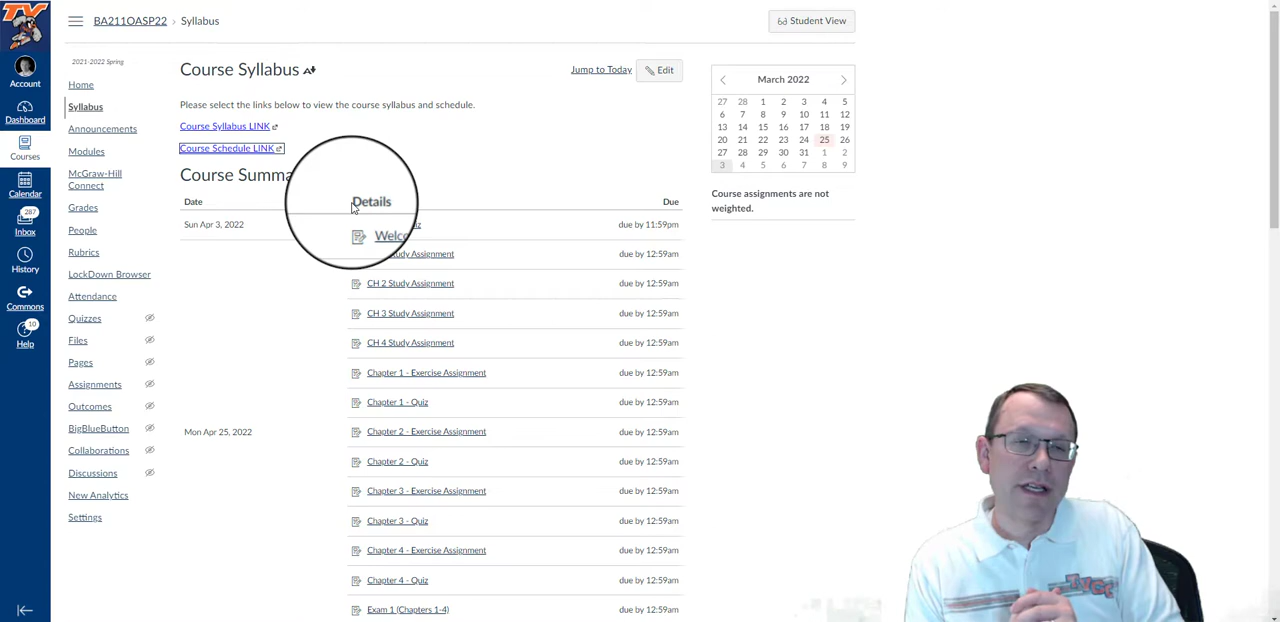 TV
BA211OASP22 › Syllabus
Student View
2021-2022 Spring
Account
Dashboard
Courses
Calendar
287
Inbox
History
Commons
10
Help
Home
Syllabus
Announcements
Modules
McGraw-Hill
Connect
Grades
People
Rubrics
LockDown Browser
Attendance
Quizzes
Files
Pages
Assignments
Outcomes
BigBlueButton
Collaborations
Discussions
New Analytics
Settings
Course Syllabus
Jump to Today
Edit
Please select the links below to view the course syllabus and schedule.
Course Syllabus LINK
Course Schedule LINK
Course Summa
Date Details Due
Sun Apr 3, 2022 Welco iz due by 11:59pm
udy Assignment due by 12:59am
CH 2 Study Assignment due by 12:59am
CH 3 Study Assignment due by 12:59am
CH 4 Study Assignment due by 12:59am
Chapter 1 - Exercise Assignment due by 12:59am
Chapter 1 - Quiz due by 12:59am
Mon Apr 25, 2022 Chapter 2 - Exercise Assignment due by 12:59am
Chapter 2 - Quiz due by 12:59am
Chapter 3 - Exercise Assignment due by 12:59am
Chapter 3 - Quiz due by 12:59am
Chapter 4 - Exercise Assignment due by 12:59am
Chapter 4 - Quiz due by 12:59am
Exam 1 (Chapters 1-4) due by 12:59am
March 2022
27 28 1 2 3 4 5
6 7 8 9 10 11 12
13 14 15 16 17 18 19
20 21 22 23 24 25 26
27 28 29 30 31 1 2
3 4 5 6 7 8 9
Course assignments are not
weighted.
TVCC